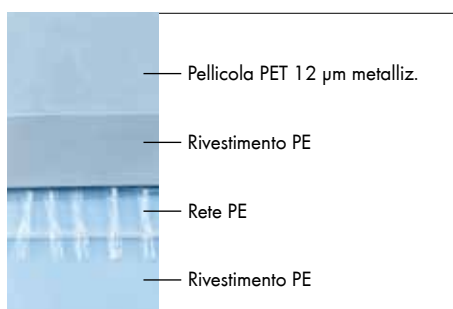 Pellicola PET 12 µm metalliz.
Rivestimento PE
Rete PE
Rivestimento PE